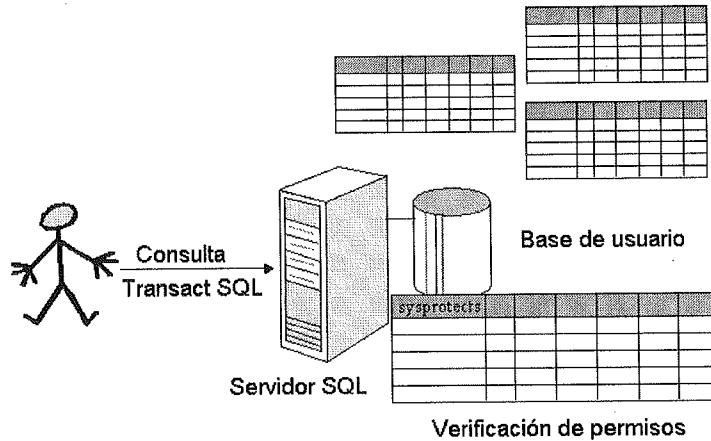 Consulta
Transact SQL
Base de usuario
sysprotects
Servidor SQL
Verificación de permisos